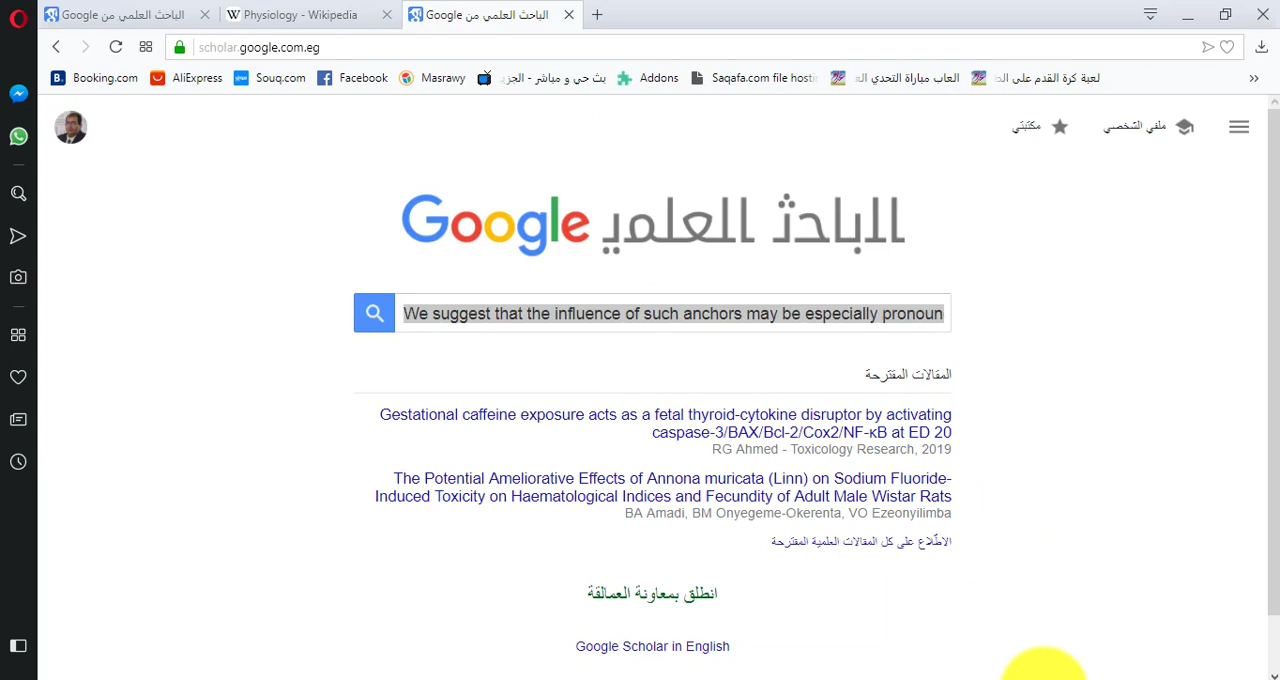 الباحث العلمي من Google
Physiology - Wikipedia
الباحث العلمي من Google
scholar.google.com.eg
B. Booking.com
AliExpress
Souq.com
Facebook
Masrawy
بث حي و مباشر - الجزي
Addons
Saqafa.com file hosti
العاب مباراة التحدي الع
لعبة كرة القدم على الط
مكتبتي
ملفي الشخصي
Google الباحث العلمي
We suggest that the influence of such anchors may be especially pronoun
المقالات المقترحة
Gestational caffeine exposure acts as a fetal thyroid-cytokine disruptor by activating
caspase-3/BAX/Bcl-2/Cox2/NF-κB at ED 20
RG Ahmed - Toxicology Research, 2019
The Potential Ameliorative Effects of Annona muricata (Linn) on Sodium Fluoride-
Induced Toxicity on Haematological Indices and Fecundity of Adult Male Wistar Rats
BA Amadi, BM Onyegeme-Okerenta, VO Ezeonyilimba
الاطّلاع على كل المقالات العلمية المقترحة
انطلق بمعاونة العمالقة
Google Scholar in English